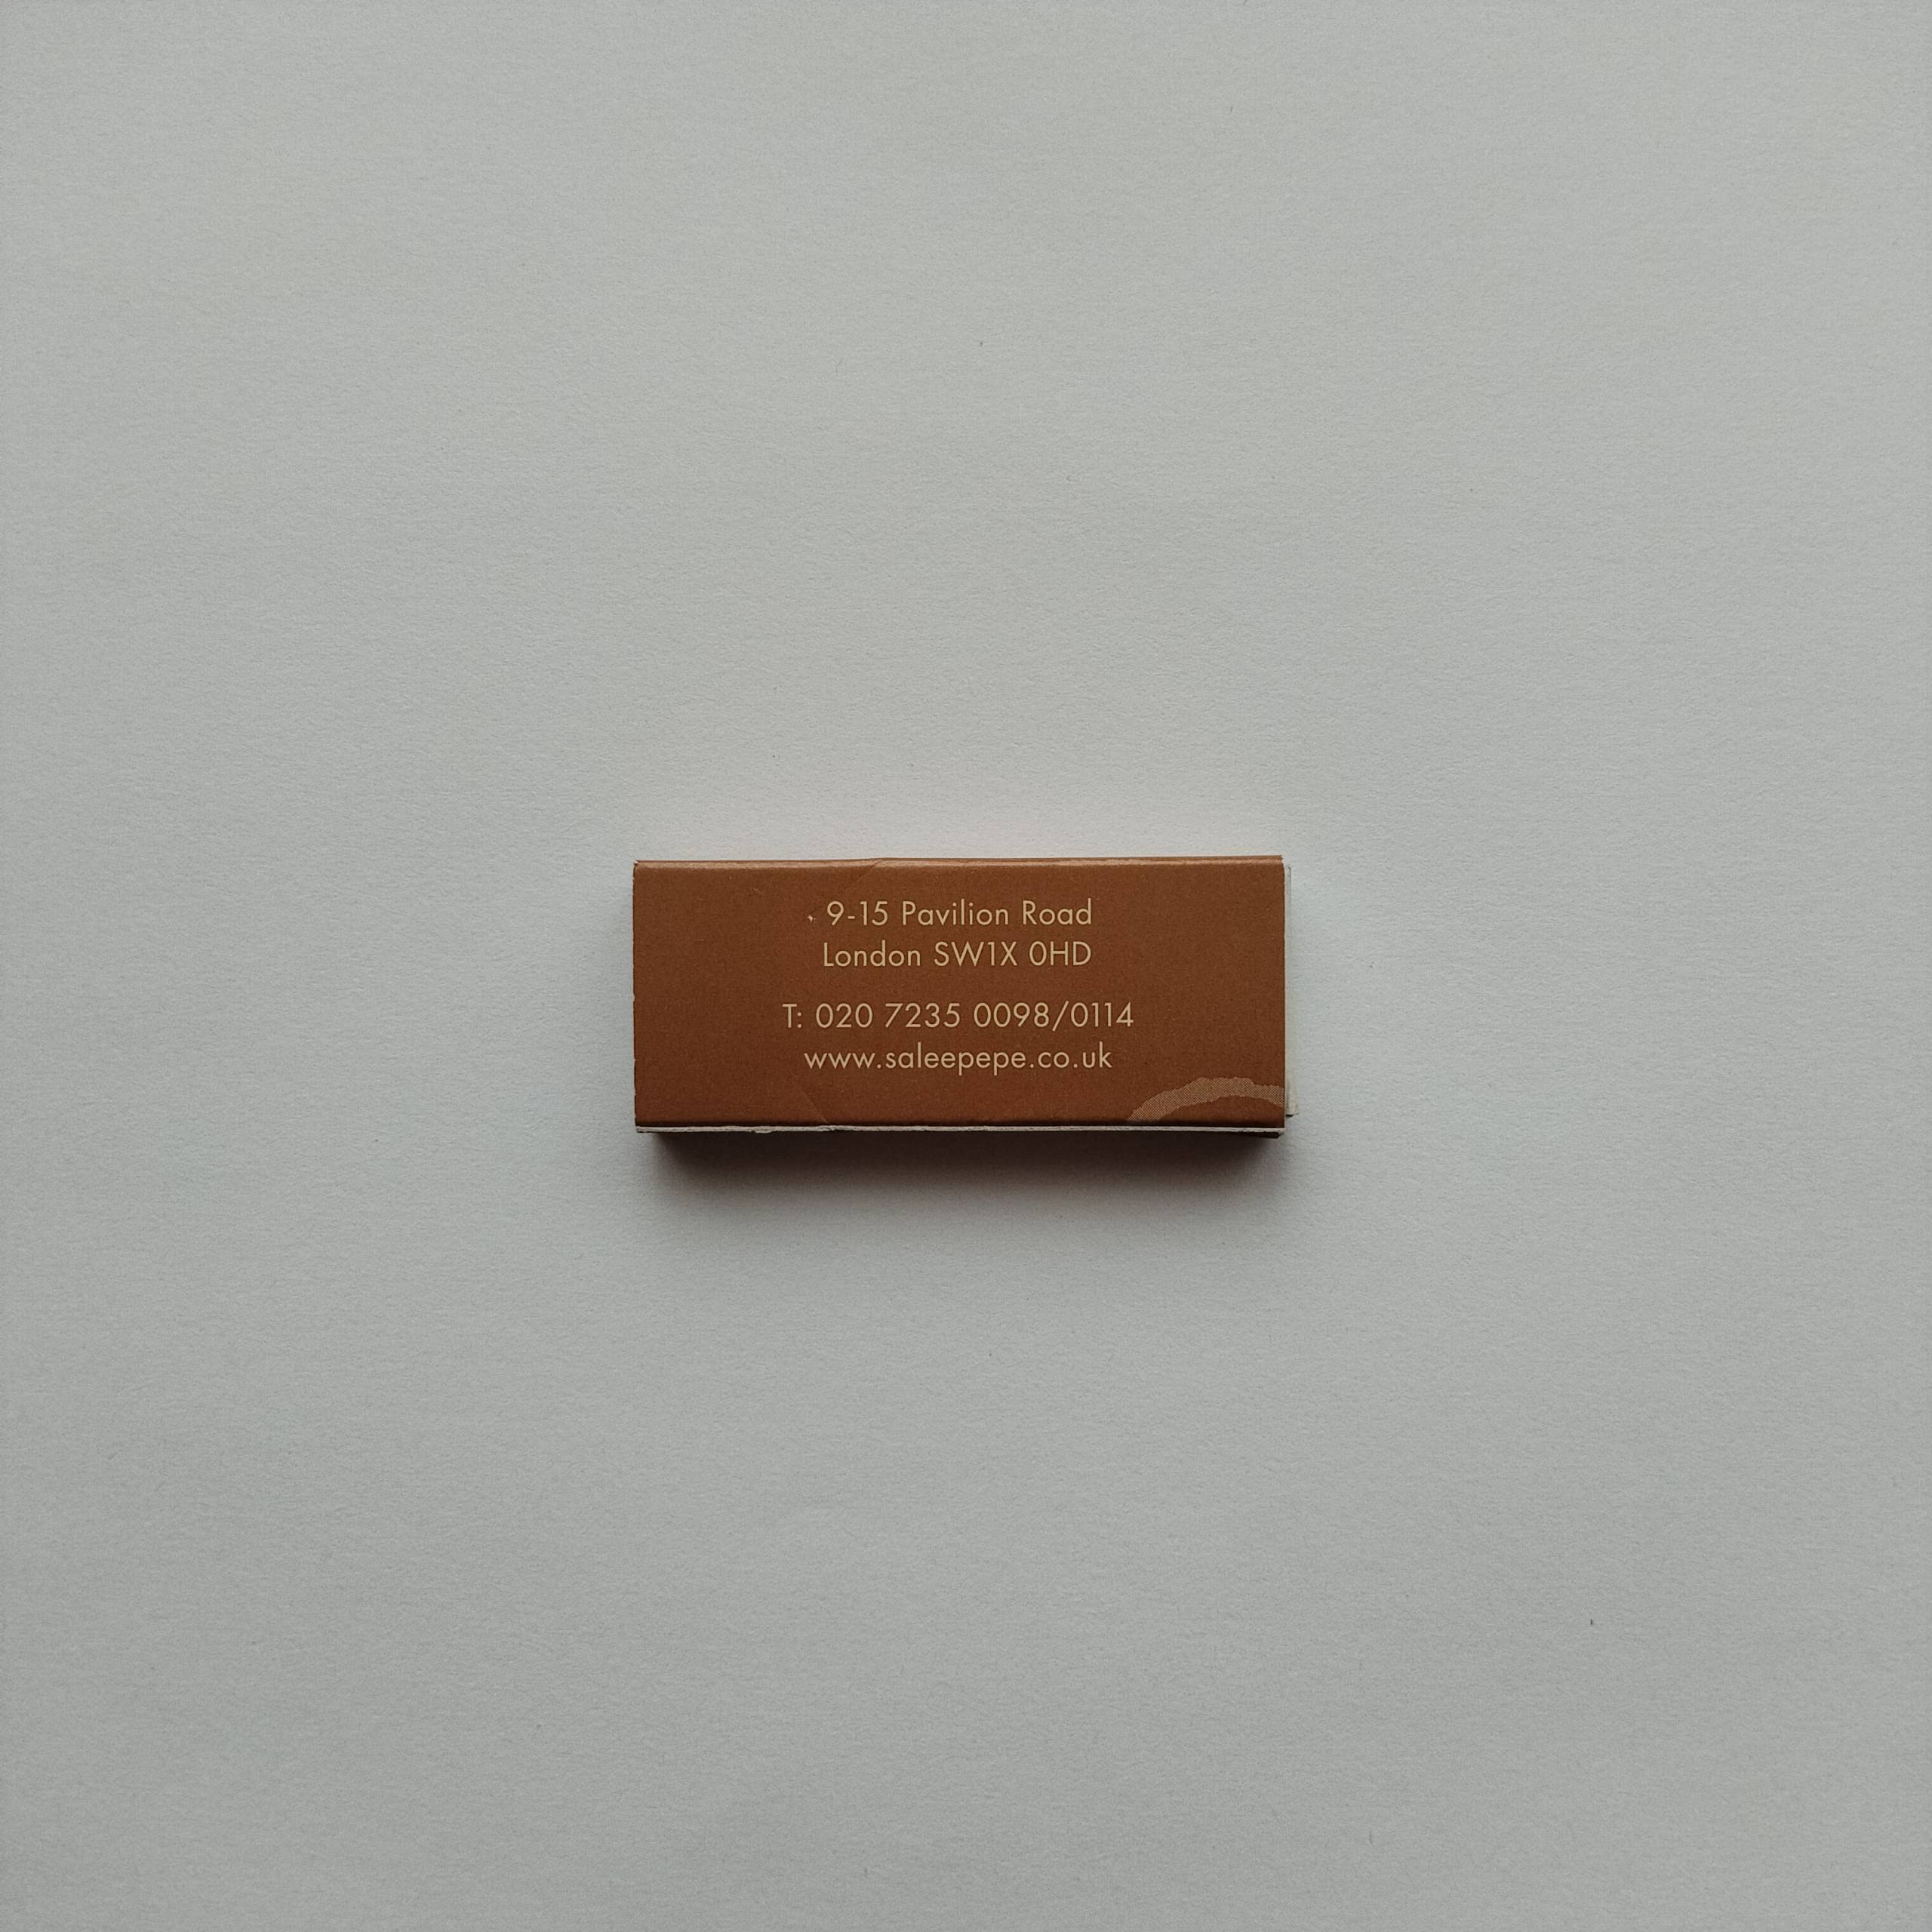 9-15 Pavilion Road
London SW1X 0HD
T: 020 7235 0098/0114
www.saleepepe.co.uk